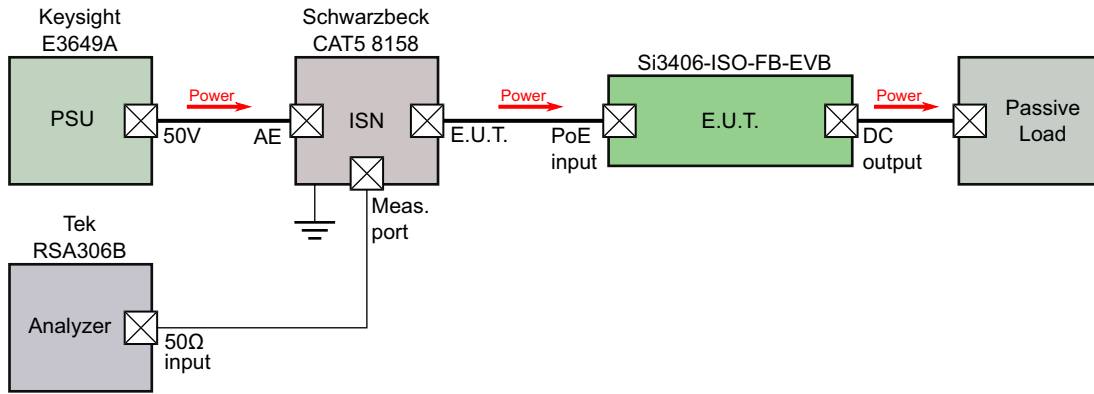 Keysight
E3649A
PSU
50V
Power
Schwarzbeck
CAT5 8158
AE
ISN
E.U.T.
Meas.
port
Power
Si3406-ISO-FB-EVB
PoE
input
E.U.T.
DC
output
Power
Passive
Load
Tek
RSA306B
Analyzer
50Ω
input